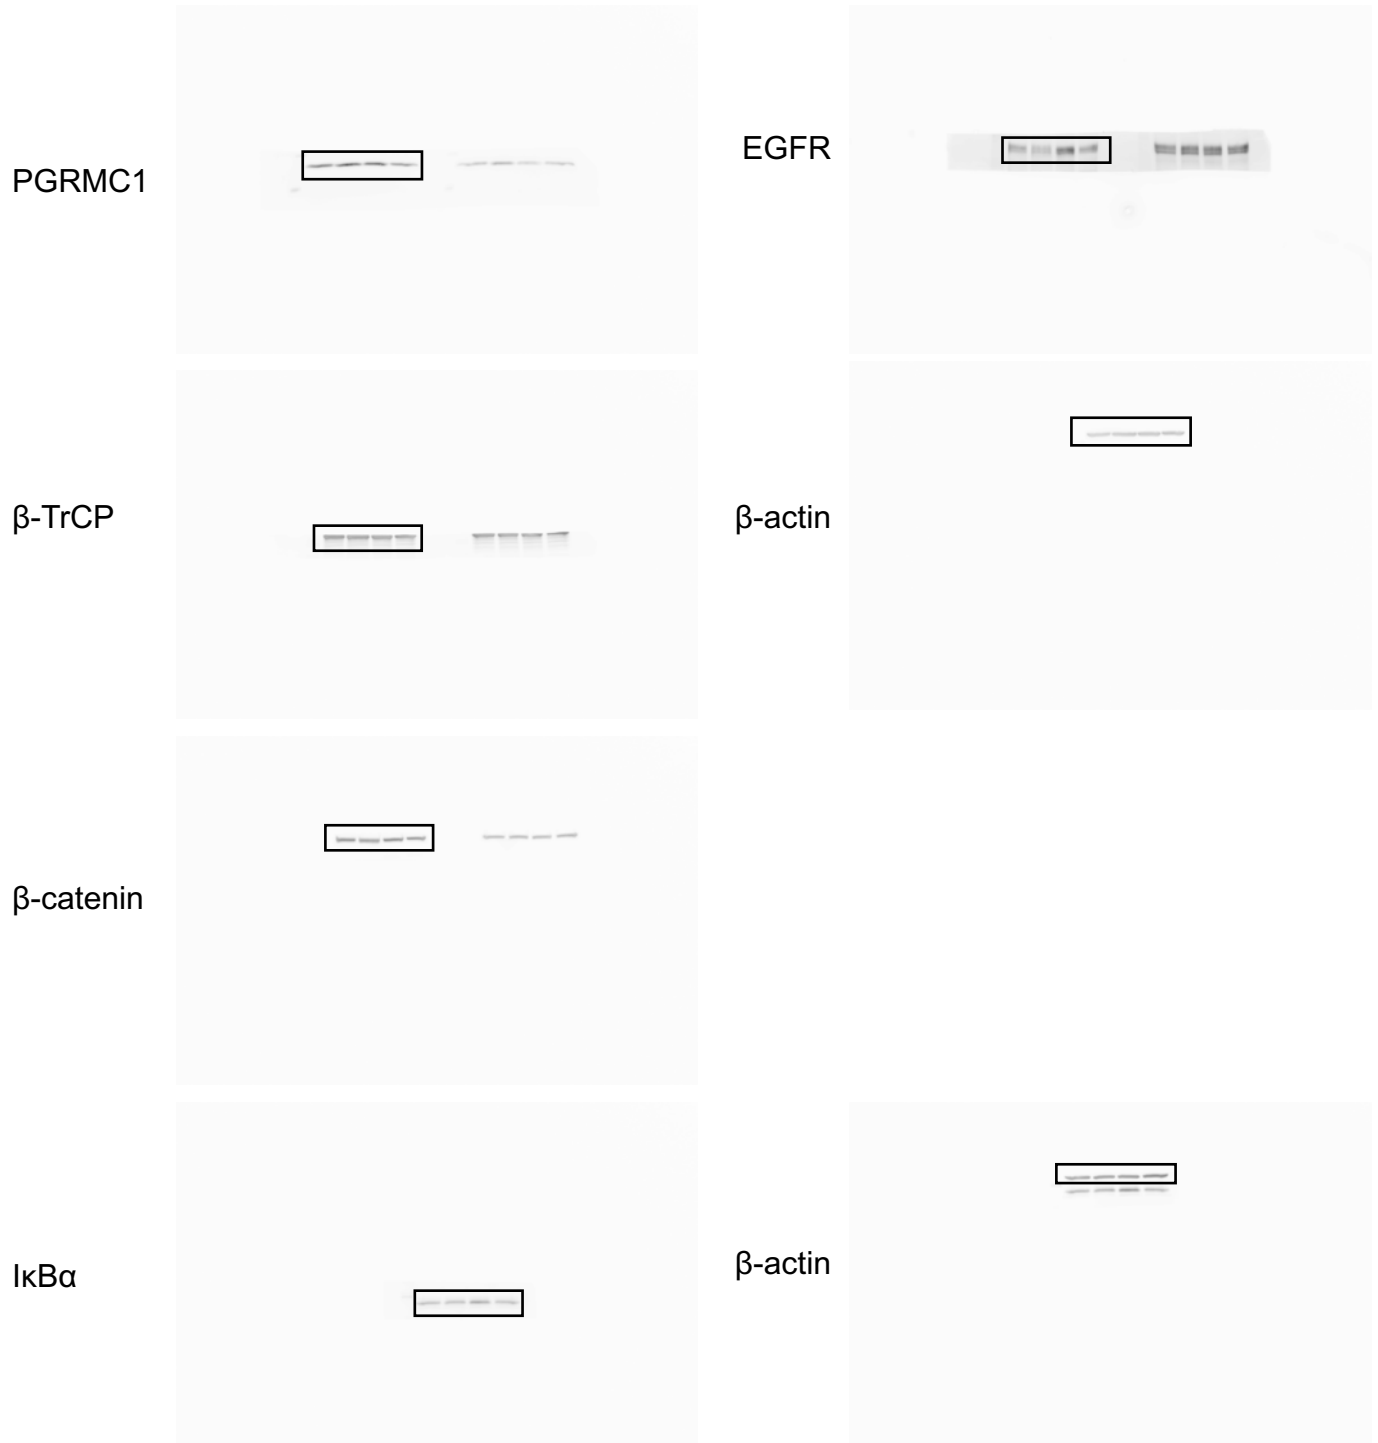 PGRMC1
EGFR
β-TrCP
β-actin
β-catenin
IκBα
β-actin